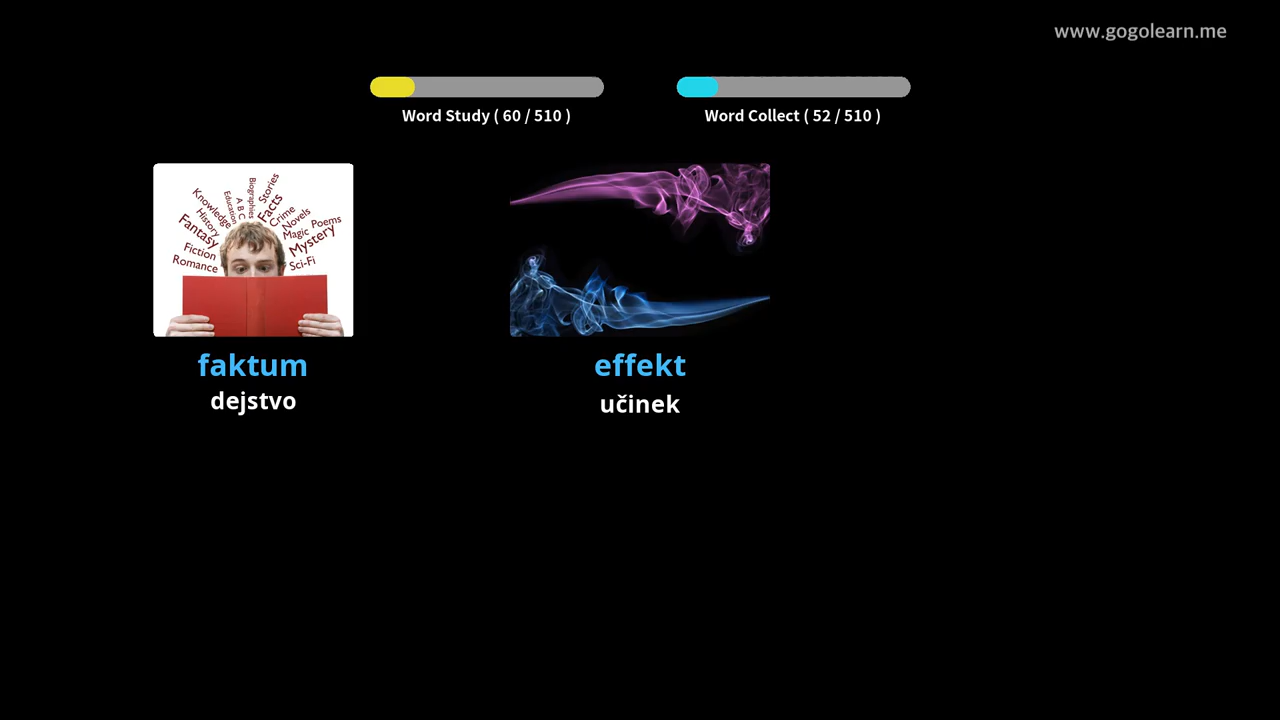 www.gogolearn.me
Word Study ( 60 / 510 )
Word Collect ( 52 / 510 )
Knowledge
History
Fantasy
Fiction
Romance
Education
A B C
Biographies
Stories
Facts
Crime
Novels
Magic
Poems
Mystery
Sci-Fi
faktum
effekt
dejstvo
učinek